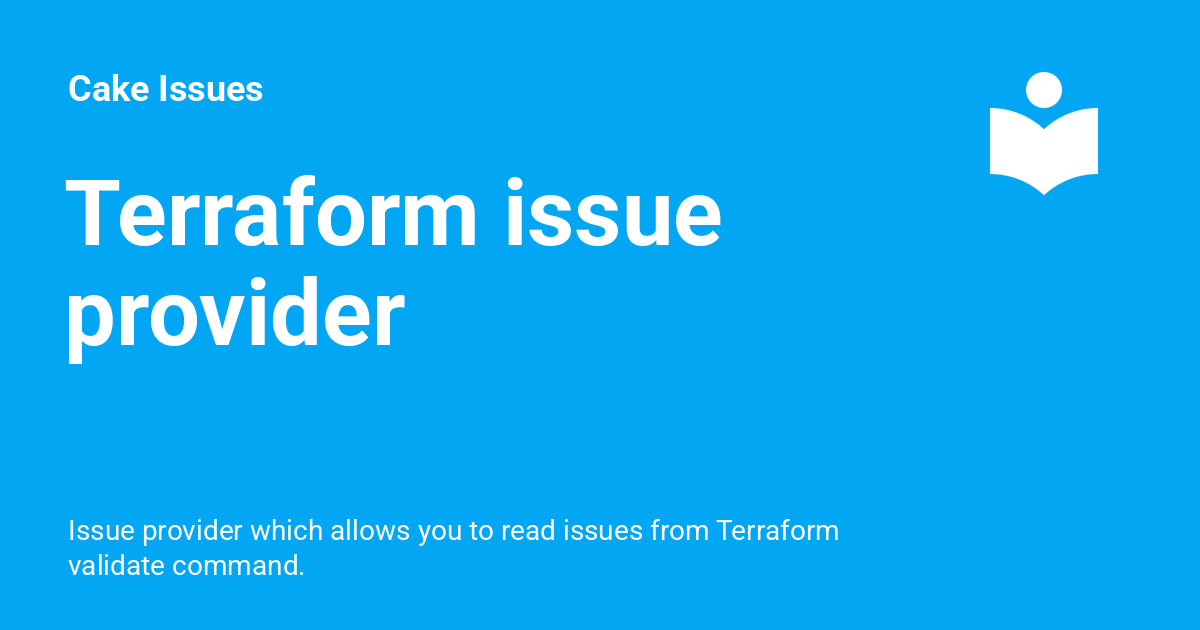 Cake Issues
Terraform issue
provider
Issue provider which allows you to read issues from Terraform
validate command.